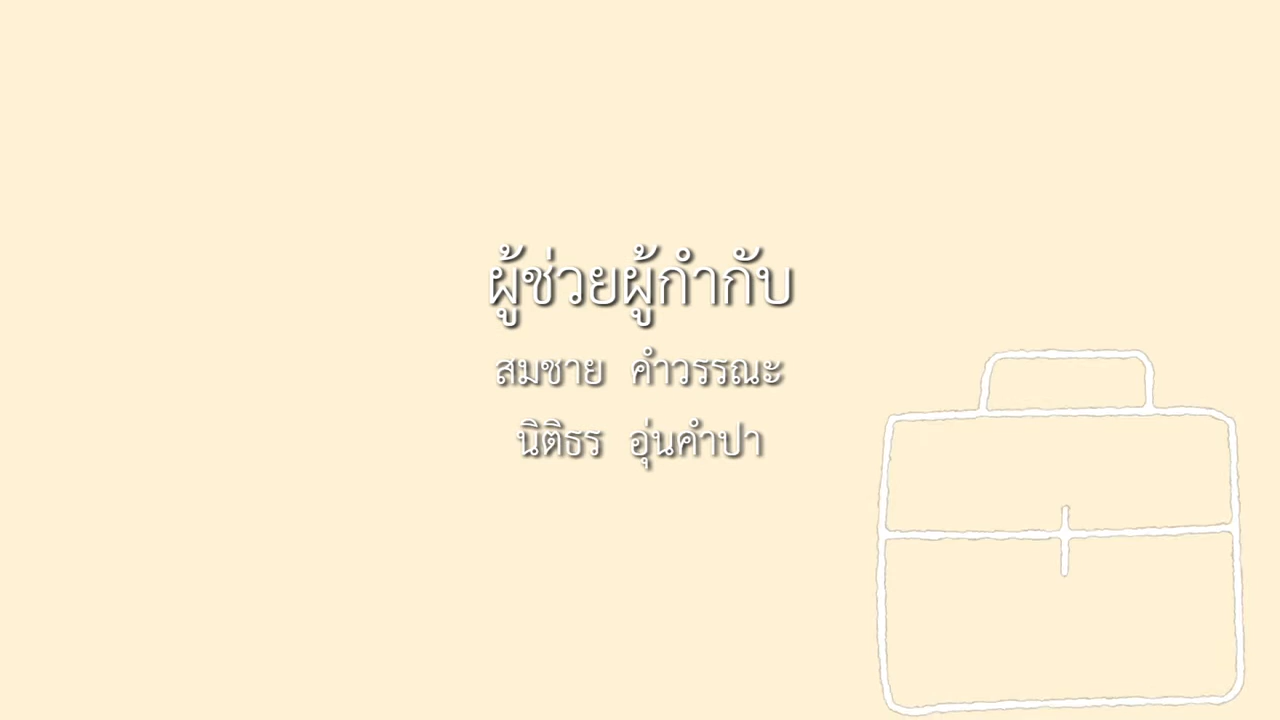 ผู้ช่วยผู้กำกับ
สมชาย คำวรรณะ
นิติธร อุ่นคำปา